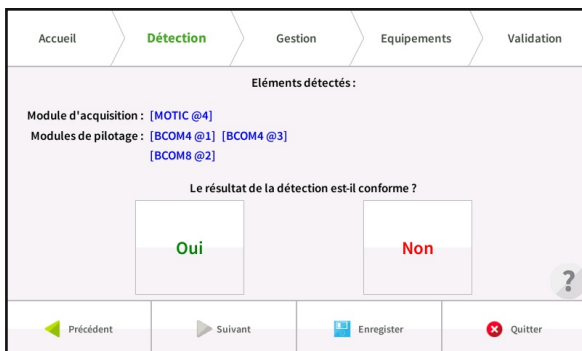 Accueil Détection Gestion Equipements Validation
Eléments détectés :
Module d'acquisition : [MOTIC @4]
Modules de pilotage : [BCOM4 @1] [BCOM4 @3]
[BCOM8 @2]
Le résultat de la détection est-il conforme ?
Oui Non
?
Précédent Suivant Enregister Quitter